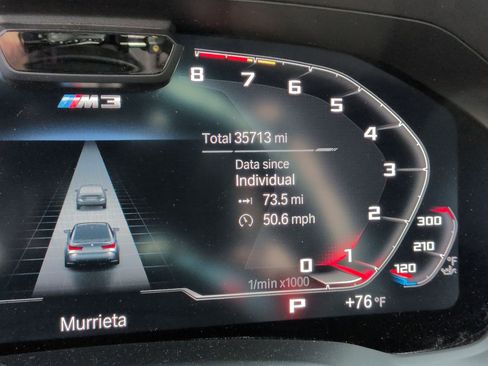 M3
Total 35713 mi
Data since
Individual
73.5 mi
50.6 mph
8
7
6
5
4
3
2
1
0
1/min x1000
300
210
120
°F
P
+76°F
Murrieta